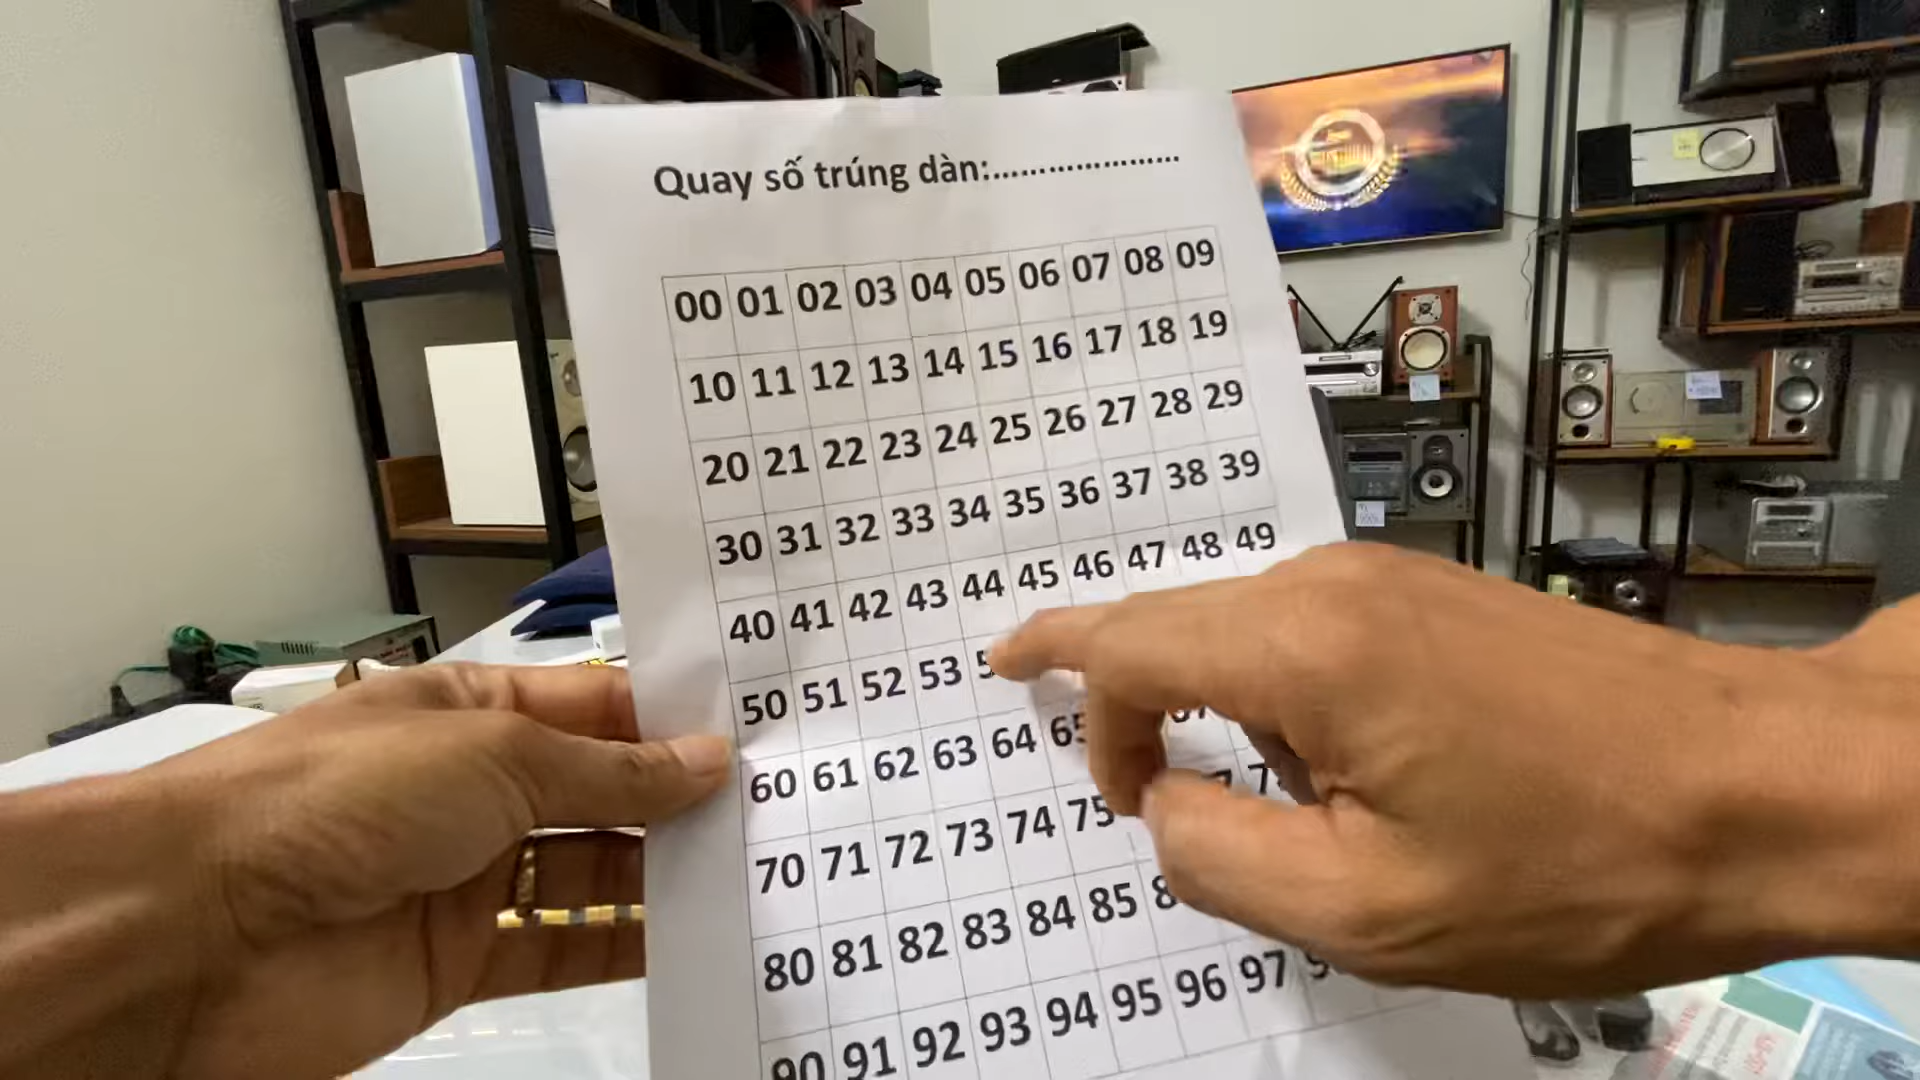 Quay số trúng dàn:.....................
00 01 02 03 04 05 06 07 08 09
10 11 12 13 14 15 16 17 18 19
20 21 22 23 24 25 26 27 28 29
30 31 32 33 34 35 36 37 38 39
40 41 42 43 44 45 46 47 48 49
50 51 52 53
60 61 62 63 64 65 67
70 71 72 73 74 75
80 81 82 83 84 85
90 91 92 93 94 95 96 97